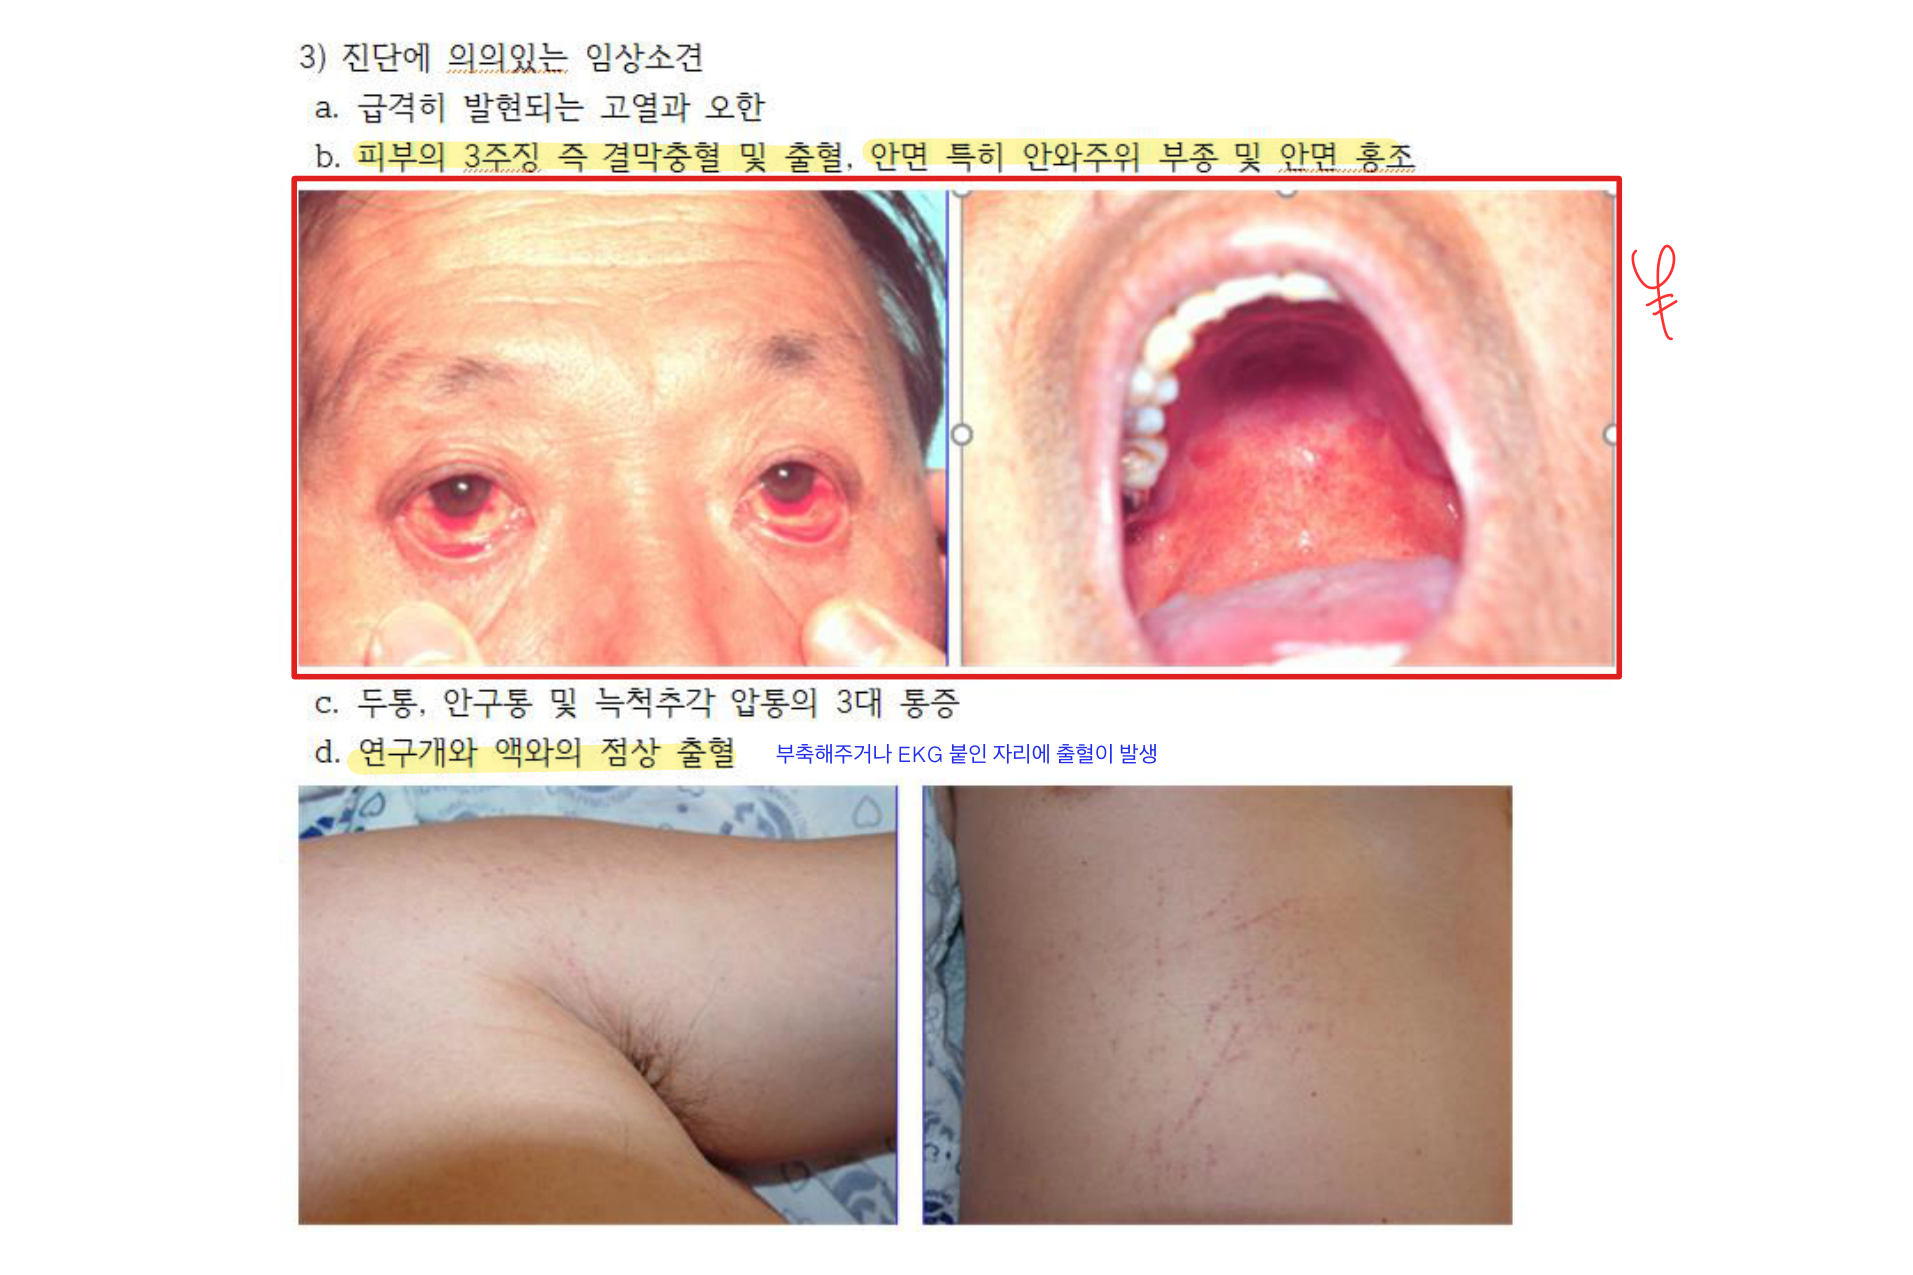 3) 진단에 의의있는 임상소견
a. 급격히 발현되는 고열과 오한
b. 피부의 3주징 즉 결막충혈 및 출혈, 안면 특히 안와주위 부종 및 안면 홍조
c. 두통, 안구통 및 늑척추각 압통의 3대 통증
d. 연구개와 액와의 점상 출혈 부축해주거나 EKG 붙인 자리에 출혈이 발생